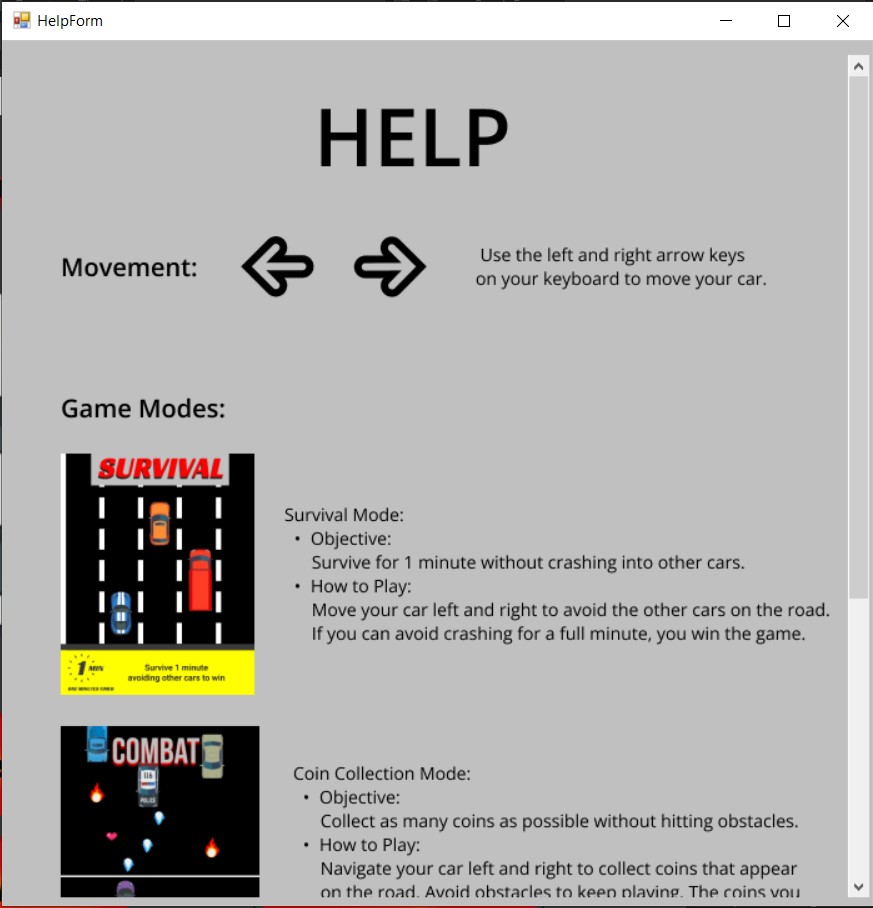 HelpForm
HELP
Movement:
Use the left and right arrow keys
on your keyboard to move your car.
Game Modes:
SURVIVAL
1 MIN
ONE MINUTES TIMER
Survive 1 minute
avoiding other cars to win
Survival Mode:
• Objective:
Survive for 1 minute without crashing into other cars.
• How to Play:
Move your car left and right to avoid the other cars on the road.
If you can avoid crashing for a full minute, you win the game.
COMBAT
116
POLICE
Coin Collection Mode:
• Objective:
Collect as many coins as possible without hitting obstacles.
• How to Play:
Navigate your car left and right to collect coins that appear
on the road. Avoid obstacles to keep playing. The coins you